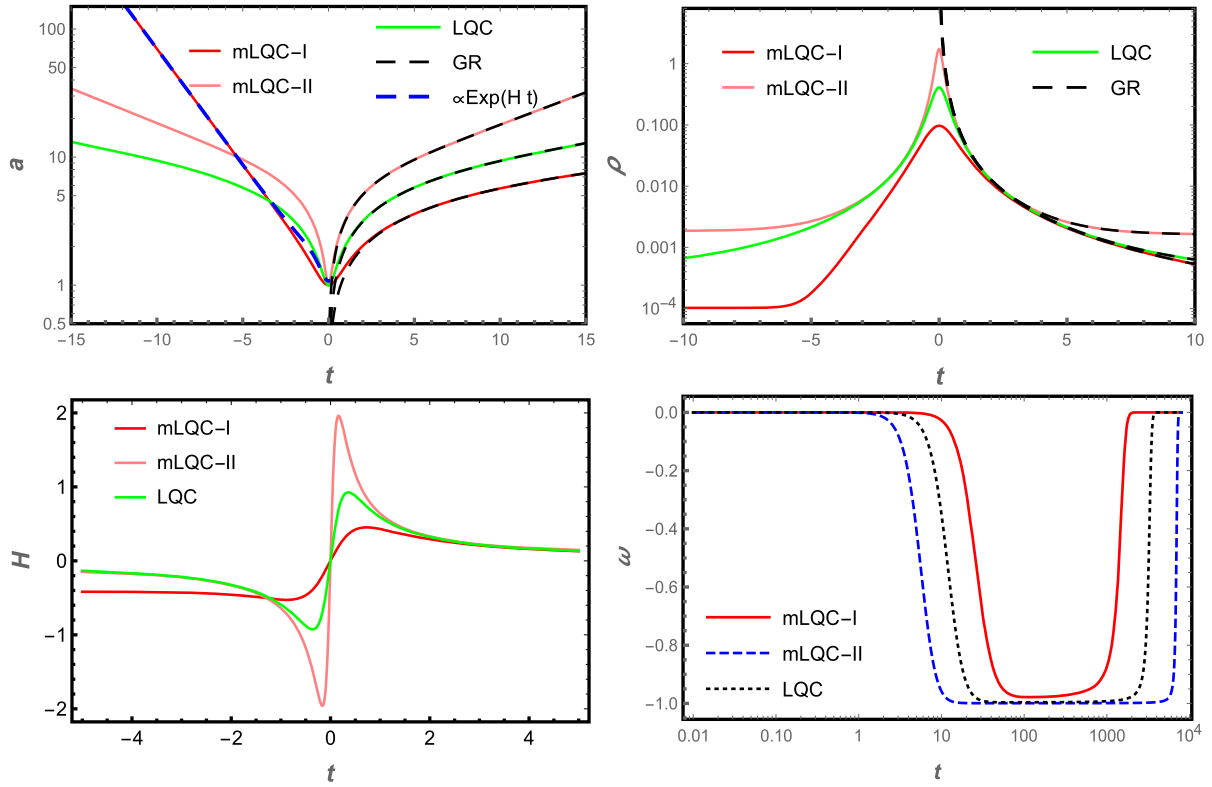 100
50
10
5
1
0.5
a
mLQC-I
mLQC-II
LQC
GR
∝Exp(H t)
-15 -10 -5 0 5 10 15
t
1
0.100
0.010
0.001
10^-4
ρ
mLQC-I
mLQC-II
LQC
GR
-10 -5 0 5 10
t
2
1
0
-1
-2
H
mLQC-I
mLQC-II
LQC
-4 -2 0 2 4
t
0.0
-0.2
-0.4
-0.6
-0.8
-1.0
ω
mLQC-I
mLQC-II
LQC
0.01 0.10 1 10 100 1000 10^4
t